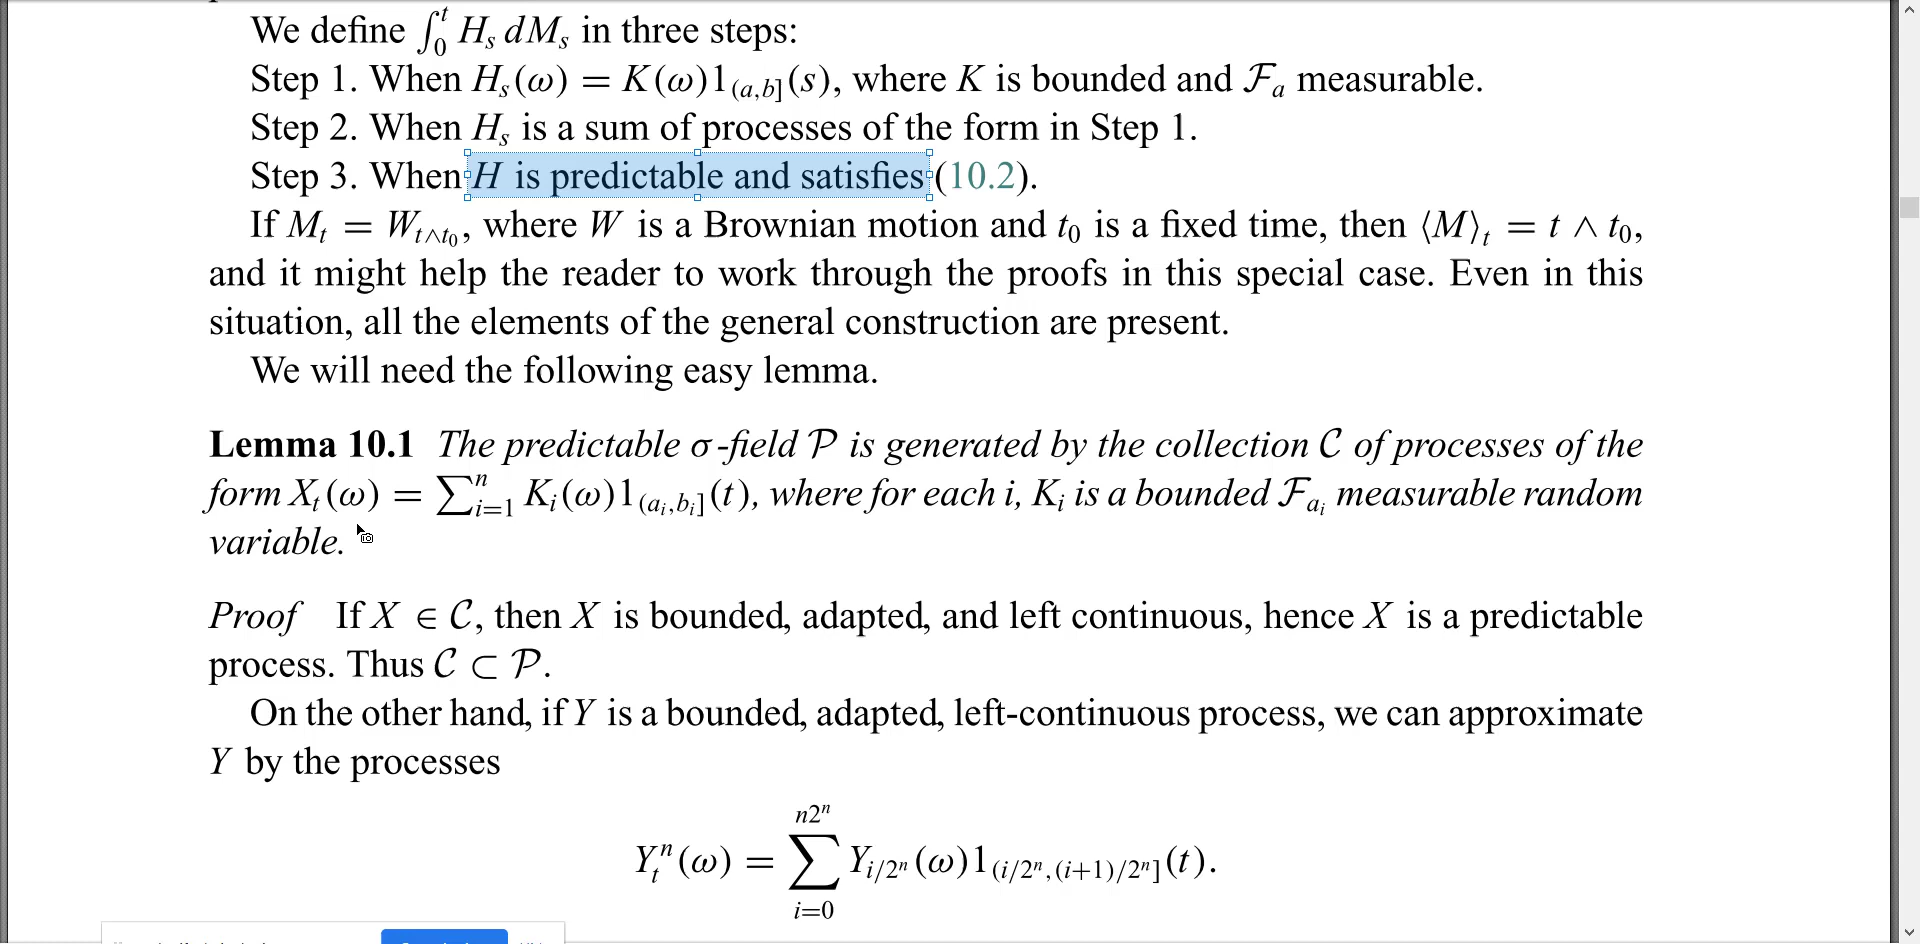 We define ∫₀ᵗ Hₛ dMₛ in three steps:
Step 1. When Hₛ(ω) = K(ω)1₍ₐ,b]₎(s), where K is bounded and ℱₐ measurable.
Step 2. When Hₛ is a sum of processes of the form in Step 1.
Step 3. When H is predictable and satisfies (10.2).
If Mₜ = W_{t∧t₀}, where W is a Brownian motion and t₀ is a fixed time, then ⟨M⟩ₜ = t ∧ t₀,
and it might help the reader to work through the proofs in this special case. Even in this
situation, all the elements of the general construction are present.
We will need the following easy lemma.
Lemma 10.1 The predictable σ-field 𝒫 is generated by the collection 𝒞 of processes of the
form Xₜ(ω) = ∑_{i=1}^{n} Kᵢ(ω)1_{(aᵢ,bᵢ]}(t), where for each i, Kᵢ is a bounded ℱ_{aᵢ} measurable random
variable.
Proof If X ∈ 𝒞, then X is bounded, adapted, and left continuous, hence X is a predictable
process. Thus 𝒞 ⊂ 𝒫.
On the other hand, if Y is a bounded, adapted, left-continuous process, we can approximate
Y by the processes
Yₜⁿ(ω) = ∑_{i=0}^{n2ⁿ} Y_{i/2ⁿ}(ω)1_{(i/2ⁿ,(i+1)/2ⁿ]}(t).